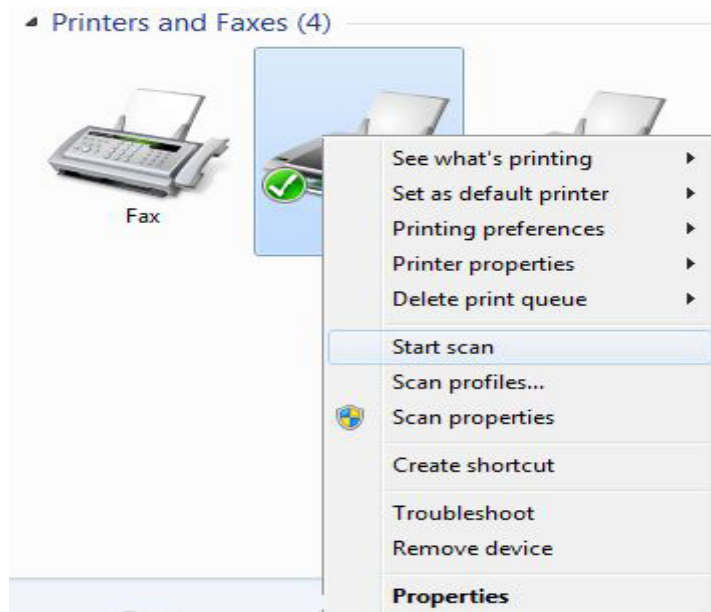 Printers and Faxes (4)
Fax
See what's printing
Set as default printer
Printing preferences
Printer properties
Delete print queue
Start scan
Scan profiles...
Scan properties
Create shortcut
Troubleshoot
Remove device
Properties